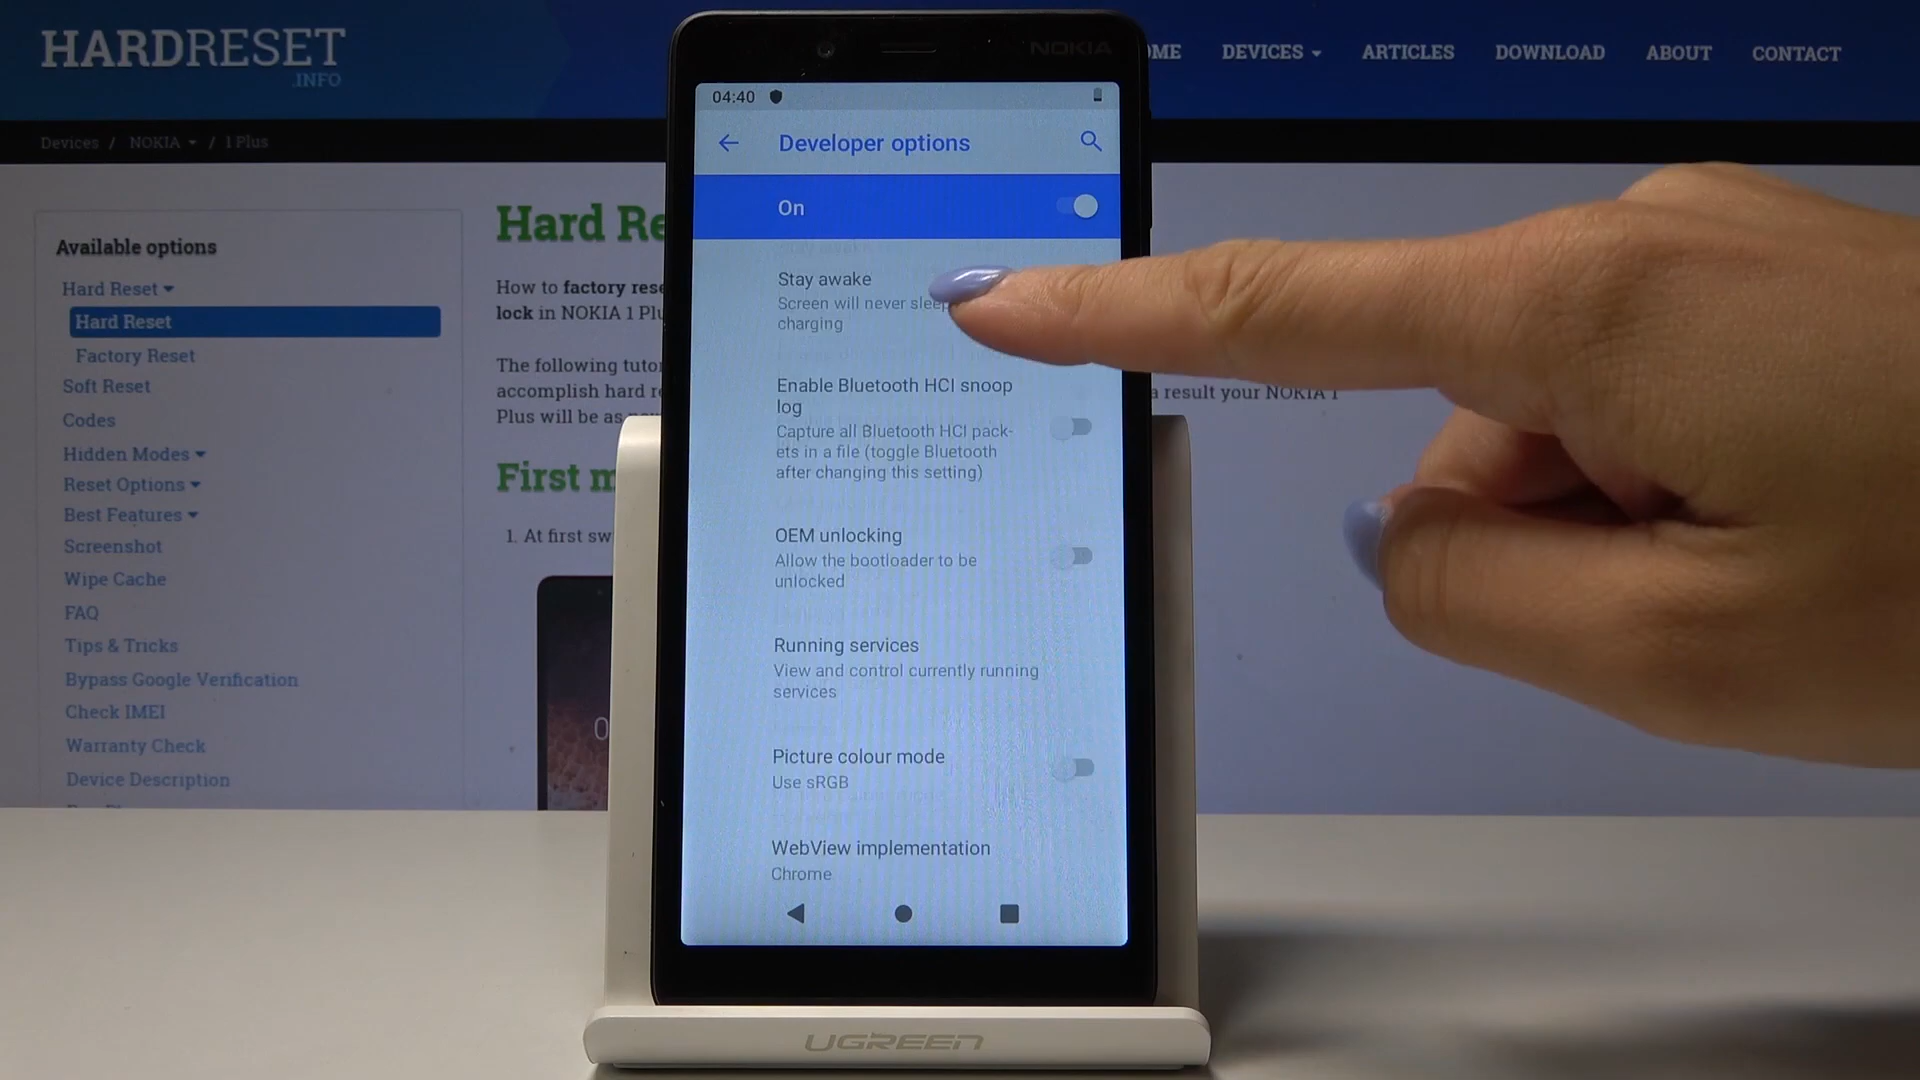 HARDRESET
.INFO
DEVICES
ARTICLES
DOWNLOAD
ABOUT
CONTACT
Devices / NOKIA / 1 Plus
Available options
Hard Reset
Hard Reset
Factory Reset
Soft Reset
Codes
Hidden Modes
Reset Options
Best Features
Screenshot
Wipe Cache
FAQ
Tips & Tricks
Bypass Google Verification
Check IMEI
Warranty Check
Device Description
Hard Re
How to factory rese
lock in NOKIA 1 Plu
The following tutor
accomplish hard re
Plus will be as
a result your NOKIA 1
First m
1. At first sw
NOKIA
04:40
Developer options
On
Stay awake
Screen will never sleep
charging
Enable Bluetooth HCI snoop
log
Capture all Bluetooth HCI pack-
ets in a file (toggle Bluetooth
after changing this setting)
OEM unlocking
Allow the bootloader to be
unlocked
Running services
View and control currently running
services
Picture colour mode
Use sRGB
WebView implementation
Chrome
UGREEN